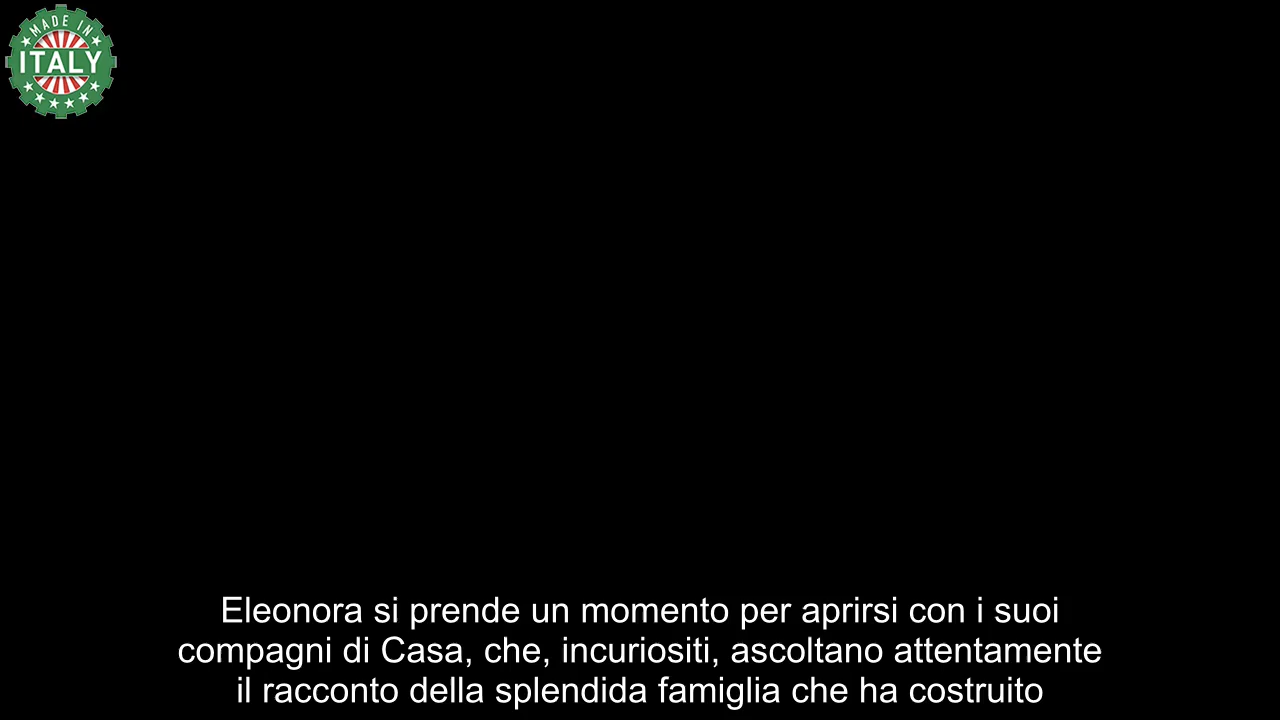 MADE IN
ITALY
Eleonora si prende un momento per aprirsi con i suoi
compagni di Casa, che, incuriositi, ascoltano attentamente
il racconto della splendida famiglia che ha costruito